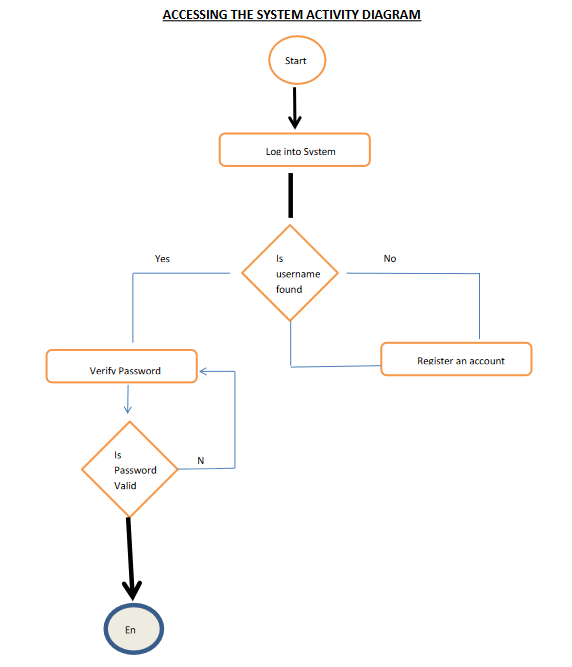 ACCESSING THE SYSTEM ACTIVITY DIAGRAM
Start
Log into System
Is
username
found
Yes
No
Verify Password
Register an account
Is
Password
Valid
N
En